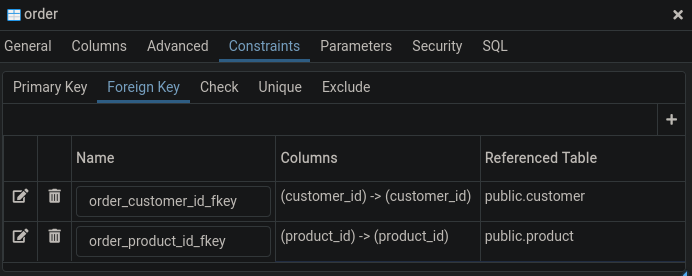 order
General Columns Advanced Constraints Parameters Security SQL
Primary Key Foreign Key Check Unique Exclude
Name Columns Referenced Table
order_customer_id_fkey (customer_id) -> (customer_id) public.customer
order_product_id_fkey (product_id) -> (product_id) public.product